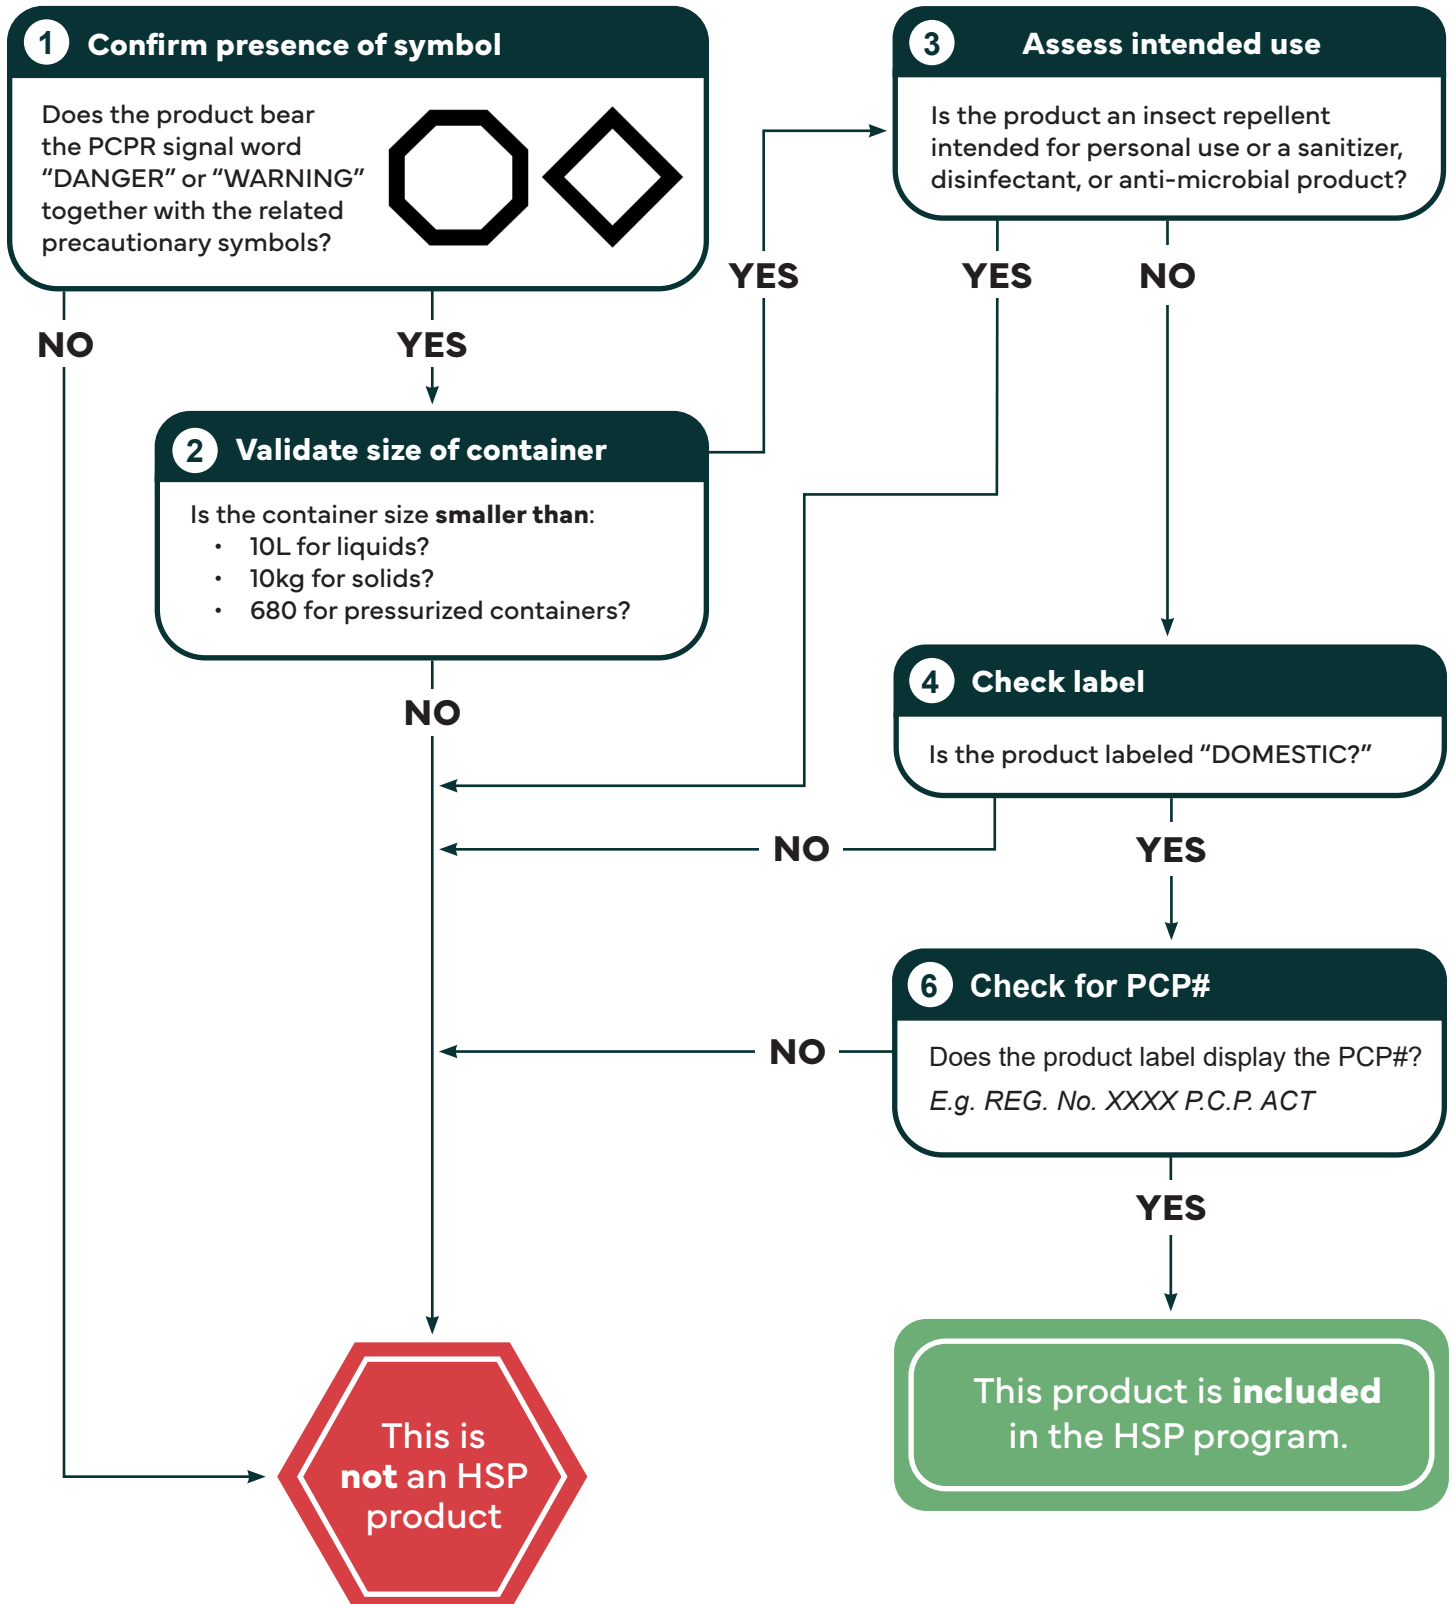 1 Confirm presence of symbol
Does the product bear
the PCPR signal word
“DANGER” or “WARNING”
together with the related
precautionary symbols?
NO
YES
2 Validate size of container
Is the container size smaller than:
• 10L for liquids?
• 10kg for solids?
• 680 for pressurized containers?
YES
NO
3 Assess intended use
Is the product an insect repellent
intended for personal use or a sanitizer,
disinfectant, or anti-microbial product?
YES
NO
4 Check label
Is the product labeled “DOMESTIC?”
NO
YES
6 Check for PCP#
Does the product label display the PCP#?
E.g. REG. No. XXXX P.C.P. ACT
NO
YES
This is
not an HSP
product
This product is included
in the HSP program.